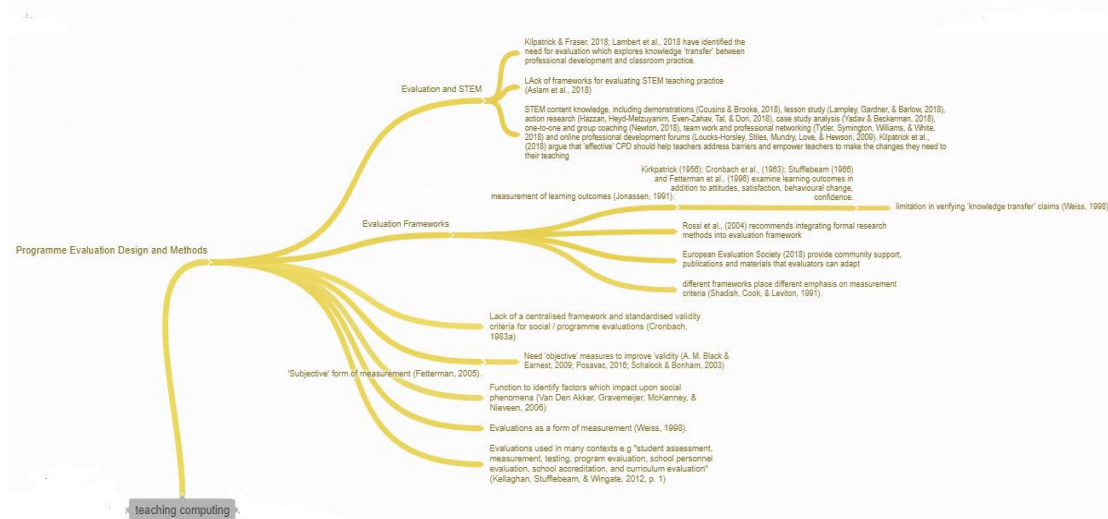 Kilpatrick & Fraser, 2018; Lambert et al., 2018 have identified the
need for evaluation which explores knowledge 'transfer' between
professional development and classroom practice.
Evaluation and STEM
LAck of frameworks for evaluating STEM teaching practice
(Aslam et al., 2018)
STEM content knowledge, including demonstrations (Cousins & Brooke, 2018), lesson study (Lampley, Gardner, & Barlow, 2018),
action research (Hazzan, Heyd-Metzuyanim, Even-Zahav, Tal, & Dori, 2018), case study analysis (Yadav & Beckerman, 2018),
one-to-one and group coaching (Newton, 2018), team work and professional networking (Tytler, Symington, Williams, & White,
2018) and online professional development forums (Loucks-Horsley, Stiles, Mundry, Love, & Hewson, 2009). Kilpatrick et al.,
(2018) argue that 'effective' CPD should help teachers address barriers and empower teachers to make the changes they need to
their teaching
Kirkpatrick (1956); Cronbach et al., (1963); Stufflebeam (1966)
and Fetterman et al., (1996) examine learning outcomes in
addition to attitudes, satisfaction, behavioural change,
confidence.
measurement of learning outcomes (Jonassen, 1991).
limitation in verifying 'knowledge transfer' claims (Weiss, 1998)
Evaluation Frameworks
Rossi et al., (2004) recommends integrating formal research
methods into evaluation framework
Programme Evaluation Design and Methods
European Evaluation Society (2018) provide community support,
publications and materials that evaluators can adapt
different frameworks place different emphasis on measurement
criteria (Shadish, Cook, & Leviton, 1991).
Lack of a centralised framework and standardised validity
criteria for social / programme evaluations (Cronbach,
1983a)
Need 'objective' measures to improve 'validity (A. M. Black &
Earnest, 2009; Posavac, 2016; Schalock & Bonham, 2003)
'Subjective' form of measurement (Fetterman, 2005).
Function to identify factors which impact upon social
phenomena (Van Den Akker, Gravemeijer, McKenney, &
Nieveen, 2006)
Evaluations as a form of measurement (Weiss, 1998).
Evaluations used in many contexts e.g "student assessment,
measurement, testing, program evaluation, school personnel
evaluation, school accreditation, and curriculum evaluation"
(Kellaghan, Stufflebeam, & Wingate, 2012, p. 1)
teaching computing